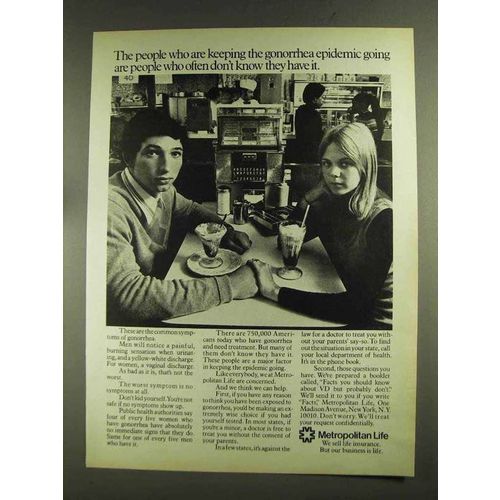 The people who are keeping the gonorrhea epidemic going
are people who often don't know they have it.
40
These are the common symp-
toms of gonorrhea.
Men will notice a painful,
burning sensation when urinat-
ing, and a yellow-white discharge.
For women, a vaginal discharge.
As bad as it is, that's not the
worst.
The worst symptom is no
symptoms at all.
Don't kid yourself. You're not
safe if no symptoms show up.
Public health authorities say
four of every five women who
have gonorrhea have absolutely
no immediate signs that they do.
Same for one of every five men
who have it.
There are 750,000 Ameri-
cans today who have gonorrhea
and need treatment. But many of
them don't know they have it.
These people are a major factor
in keeping the epidemic going.
Like everybody, we at Metro-
politan Life are concerned.
And we think we can help.
First, if you have any reason
to think you have been exposed to
gonorrhea, you'd be making an ex-
tremely wise choice if you had
yourself tested. In most states, if
you're a minor, a doctor is free to
treat you without the consent of
your parents.
In a few states, it's against the
law for a doctor to treat you with-
out your parents' say-so. To find
out the situation in your state, call
your local department of health.
It's in the phone book.
Second, those questions you
have. We've prepared a booklet
called, "Facts you should know
about VD but probably don't."
We'll send it to you if you write
"Facts," Metropolitan Life, One
Madison Avenue, New York, N.Y.
10010. Don't worry. We'll treat
your request confidentially.
Metropolitan Life
We sell life insurance.
But our business is life.